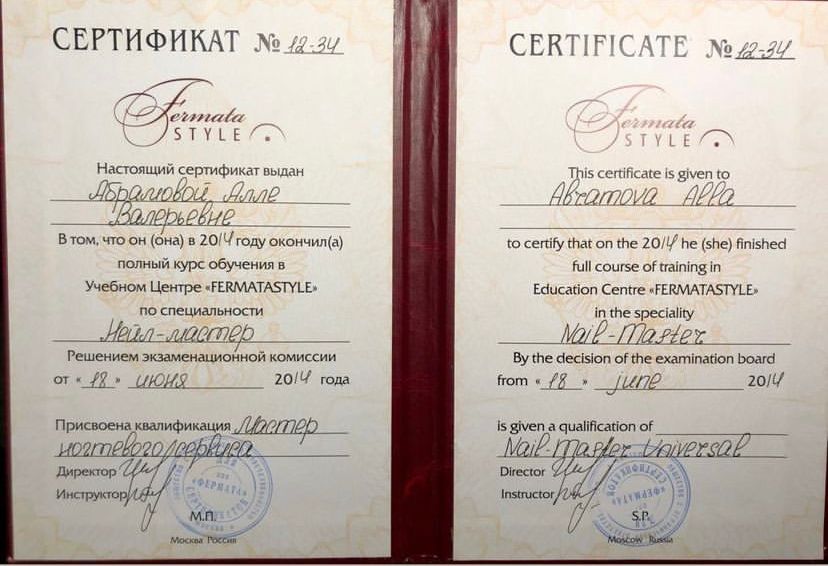 СЕРТИФИКАТ № 12-34
Fermata
STYLE
Настоящий сертификат выдан
Абрамовой Алле
Валерьевне
В том, что он (она) в 2014 году окончил(а)
полный курс обучения в
Учебном Центре «FERMATASTYLE»
по специальности
Нейл-мастер
Решением экзаменационной комиссии
от «18» июня 2014 года
Присвоена квалификация Мастер
ногтевого сервиса
Директор
Инструктор
«ФЕРМАТА»
М.П.
Москва Россия
CERTIFICATE № 12-34
Fermata
STYLE
This certificate is given to
Abramova Alla
to certify that on the 2014 he (she) finished
full course of training in
Education Centre «FERMATASTYLE»
in the speciality
Nail-Master
By the decision of the examination board
from «18» june 2014
is given a qualification of
Nail-master Universal
Director
Instructor
«ФЕРМАТА»
S.P.
Moscow Russia